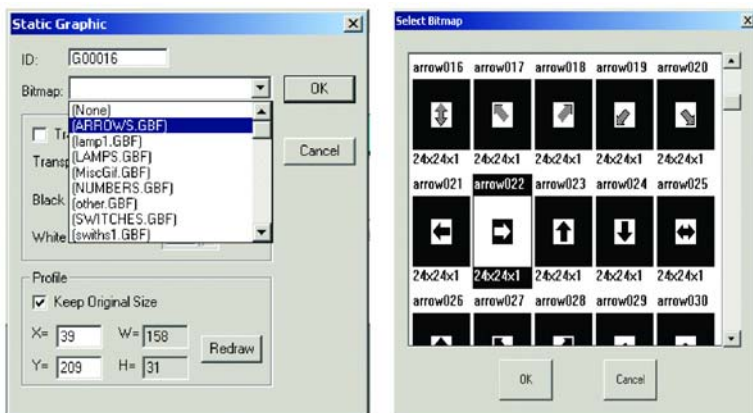 Static Graphic
ID: G00016
Bitmap:
OK
(None)
(ARROWS.GBF)
(lamp1.GBF)
(LAMPS.GBF)
(MiscGif.GBF)
(NUMBERS.GBF)
(other.GBF)
(SWITCHES.GBF)
(swiths1.GBF)
Cancel
Black
White
Profile
Keep Original Size
X= 39 W= 158
Y= 209 H= 31
Redraw
Select Bitmap
arrow016 arrow017 arrow018 arrow019 arrow020
24x24x1 24x24x1 24x24x1 24x24x1 24x24x1
arrow021 arrow022 arrow023 arrow024 arrow025
24x24x1 24x24x1 24x24x1 24x24x1 24x24x1
arrow026 arrow027 arrow028 arrow029 arrow030
OK Cancel